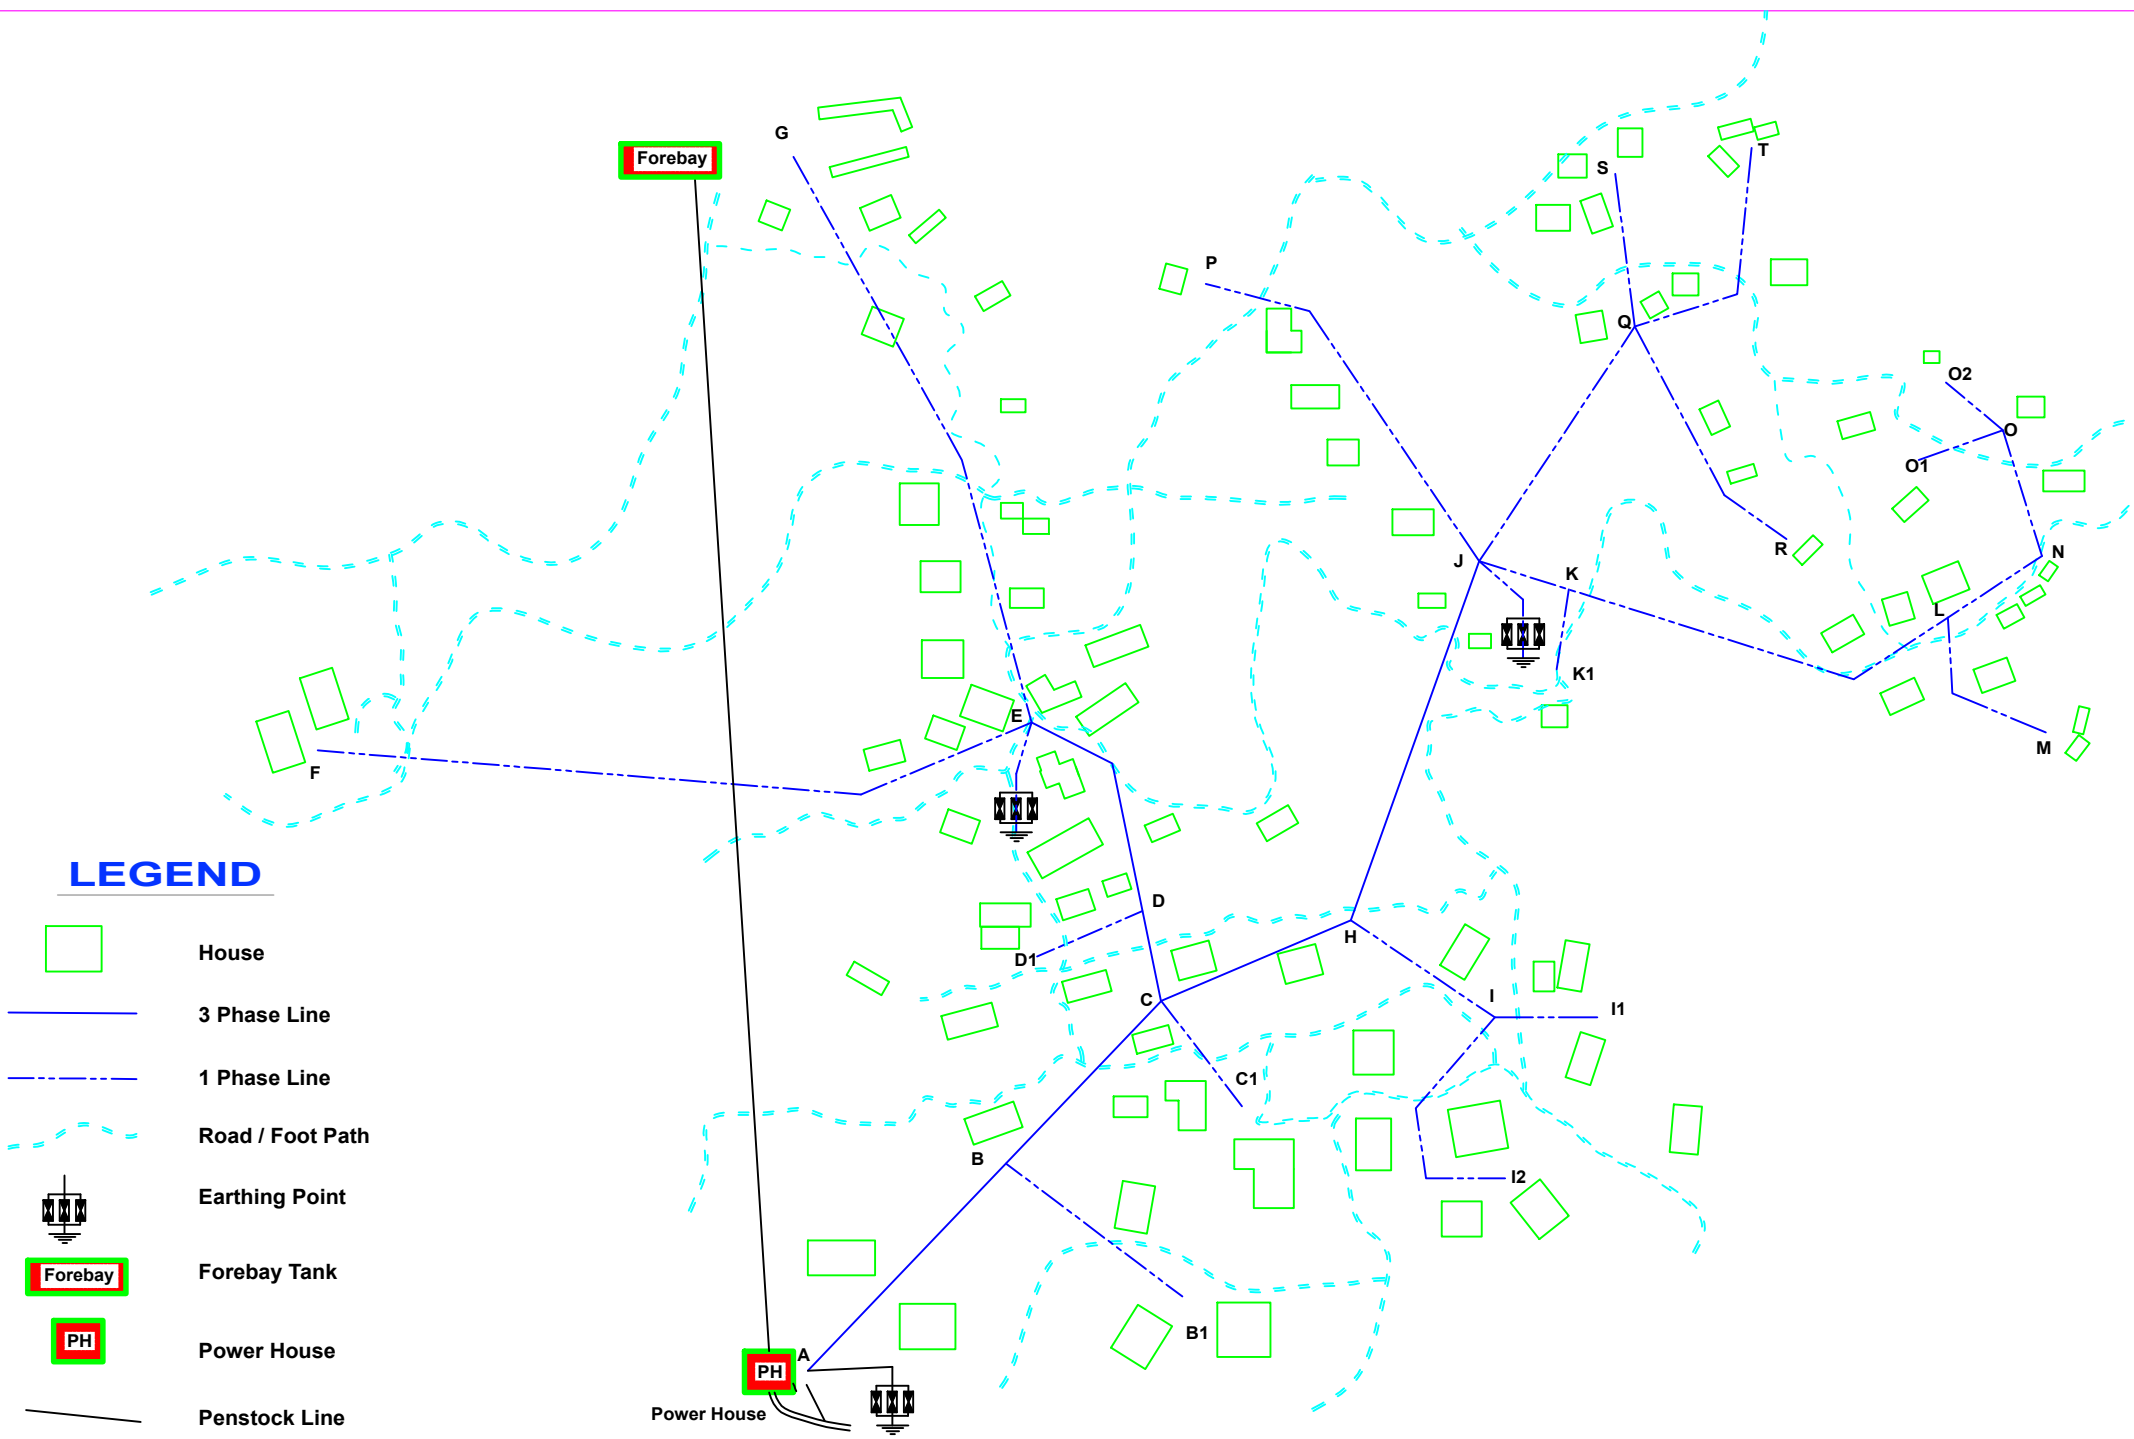 G
Forebay
T
S
P
Q
O2
O
O1
R
N
J
K
L
K1
E
M
F
LEGEND
D
H
House
D1
C
I
I1
3 Phase Line
1 Phase Line
C1
Road / Foot Path
B
I2
Earthing Point
Forebay
Forebay Tank
B1
PH
Power House
A
PH
Power House
Penstock Line